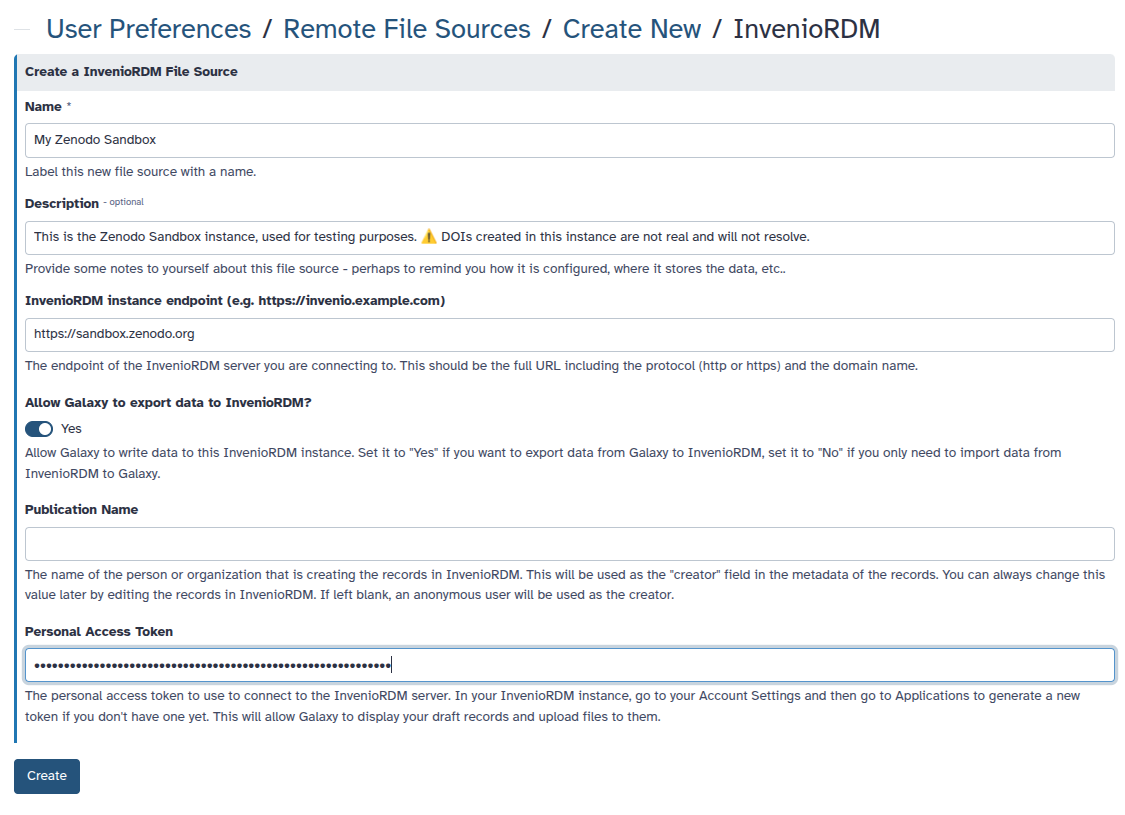 User Preferences / Remote File Sources / Create New / InvenioRDM
Create a InvenioRDM File Source
Name *
My Zenodo Sandbox
Label this new file source with a name.
Description - optional
This is the Zenodo Sandbox instance, used for testing purposes. ⚠️ DOIs created in this instance are not real and will not resolve.
Provide some notes to yourself about this file source - perhaps to remind you how it is configured, where it stores the data, etc..
InvenioRDM instance endpoint (e.g. https://invenio.example.com)
https://sandbox.zenodo.org
The endpoint of the InvenioRDM server you are connecting to. This should be the full URL including the protocol (http or https) and the domain name.
Allow Galaxy to export data to InvenioRDM?
Yes
Allow Galaxy to write data to this InvenioRDM instance. Set it to "Yes" if you want to export data from Galaxy to InvenioRDM, set it to "No" if you only need to import data from
InvenioRDM to Galaxy.
Publication Name
The name of the person or organization that is creating the records in InvenioRDM. This will be used as the "creator" field in the metadata of the records. You can always change this
value later by editing the records in InvenioRDM. If left blank, an anonymous user will be used as the creator.
Personal Access Token
The personal access token to use to connect to the InvenioRDM server. In your InvenioRDM instance, go to your Account Settings and then go to Applications to generate a new
token if you don't have one yet. This will allow Galaxy to display your draft records and upload files to them.
Create